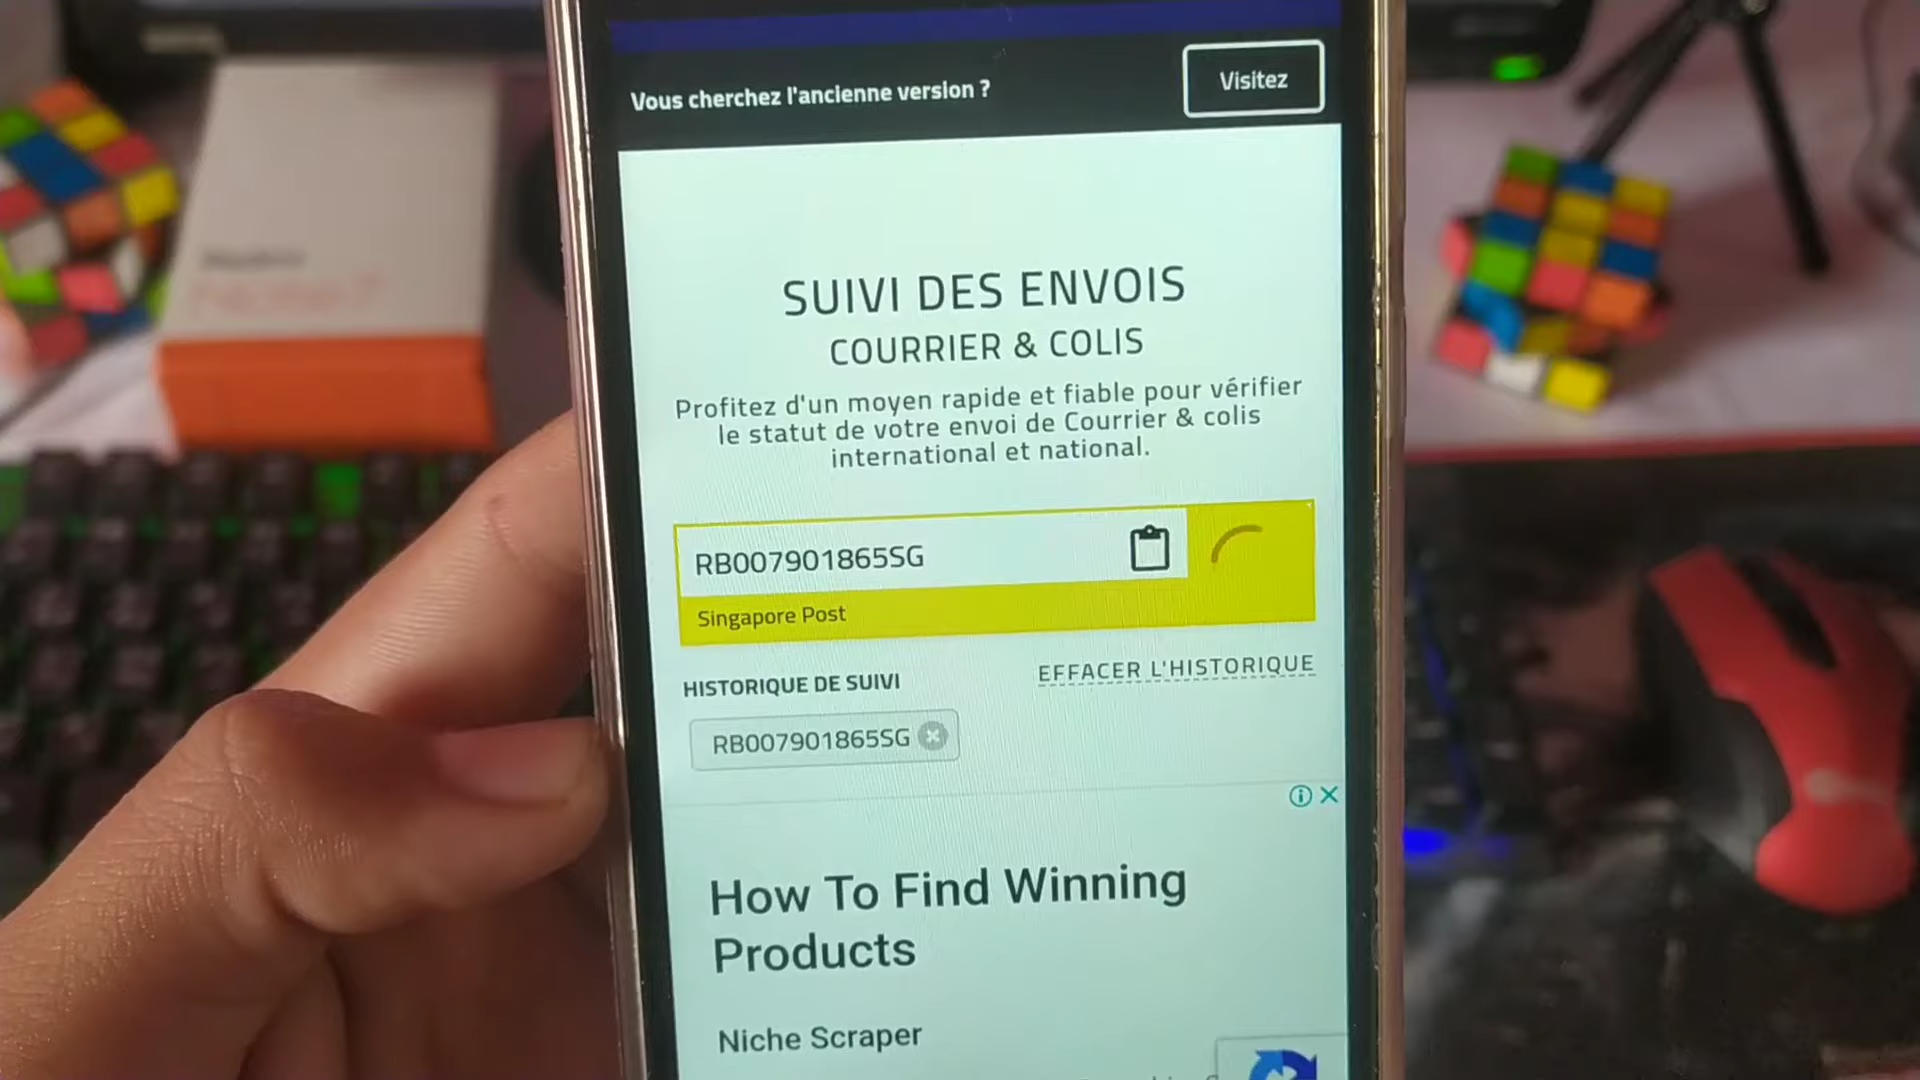 Vous cherchez l'ancienne version ?
Visitez
SUIVI DES ENVOIS
COURRIER & COLIS
Profitez d'un moyen rapide et fiable pour vérifier
le statut de votre envoi de Courrier & colis
international et national.
RB007901865SG
Singapore Post
HISTORIQUE DE SUIVI
EFFACER L'HISTORIQUE
RB007901865SG
How To Find Winning
Products
Niche Scraper